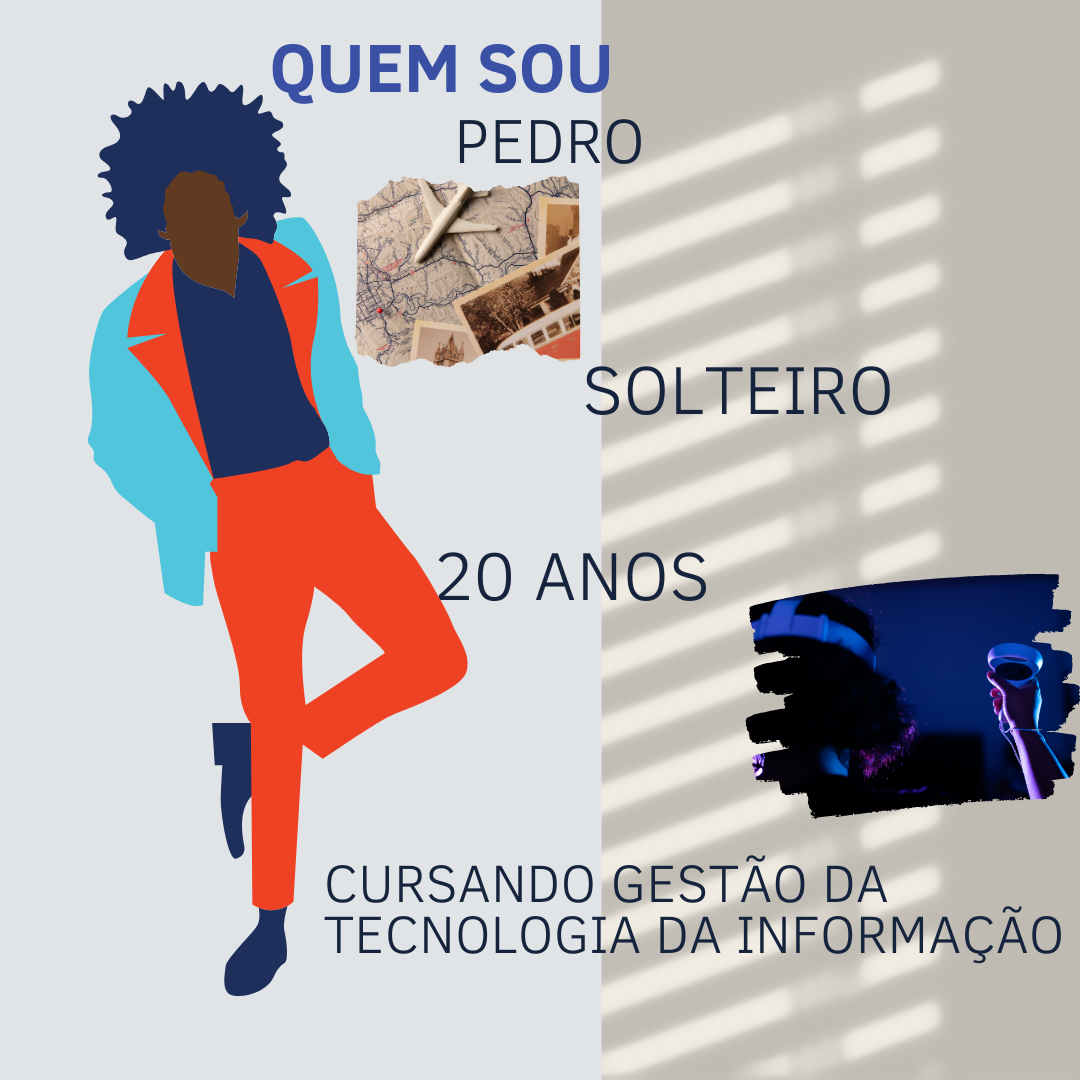 QUEM SOU
PEDRO
SOLTEIRO
20 ANOS
CURSANDO GESTÃO DA
TECNOLOGIA DA INFORMAÇÃO